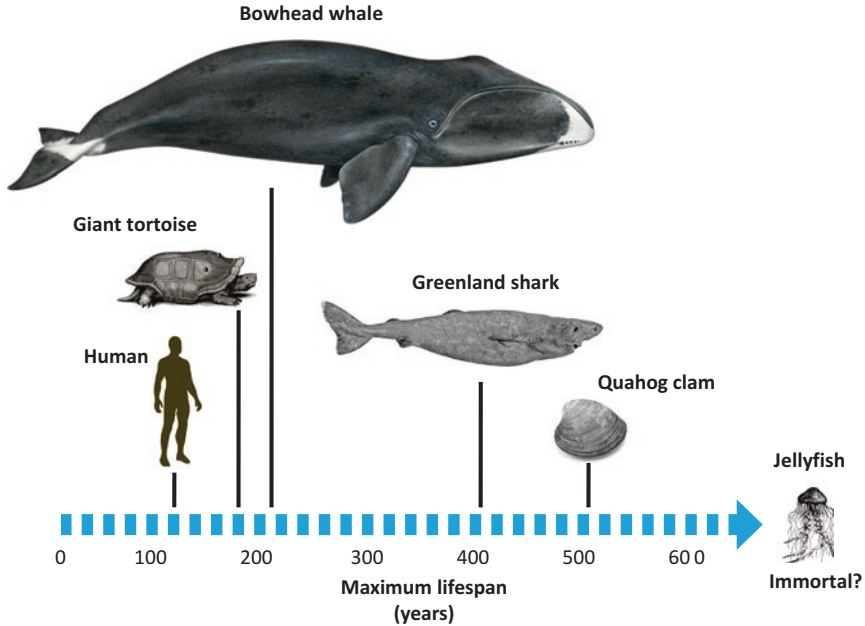 Bowhead whale
Giant tortoise
Greenland shark
Human
Quahog clam
Jellyfish
0 100 200 300 400 500 60 0
Maximum lifespan
(years)
Immortal?